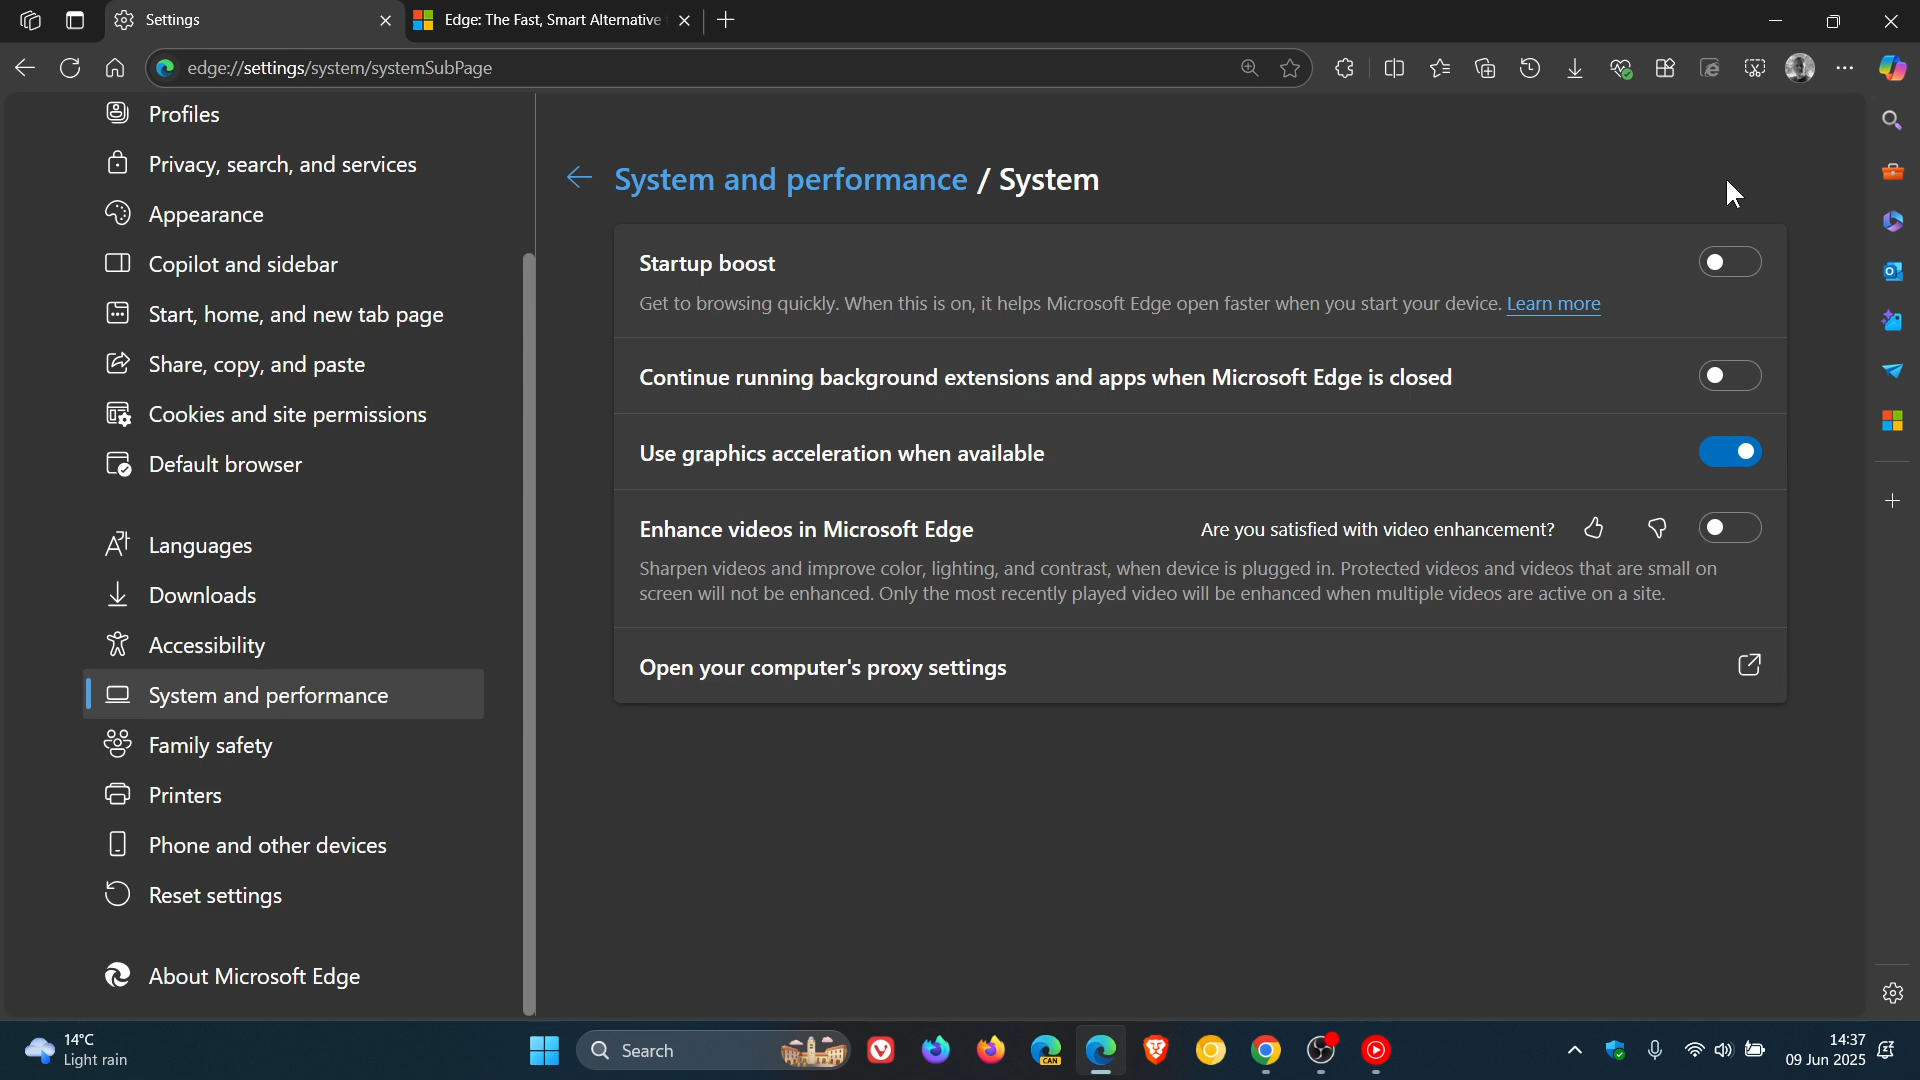 Settings
Edge: The Fast, Smart Alternative
edge://settings/system/systemSubPage
Profiles
Privacy, search, and services
Appearance
Copilot and sidebar
Start, home, and new tab page
Share, copy, and paste
Cookies and site permissions
Default browser
Languages
Downloads
Accessibility
System and performance
Family safety
Printers
Phone and other devices
Reset settings
About Microsoft Edge
System and performance / System
Startup boost
Get to browsing quickly. When this is on, it helps Microsoft Edge open faster when you start your device. Learn more
Continue running background extensions and apps when Microsoft Edge is closed
Use graphics acceleration when available
Enhance videos in Microsoft Edge Are you satisfied with video enhancement?
Sharpen videos and improve color, lighting, and contrast, when device is plugged in. Protected videos and videos that are small on
screen will not be enhanced. Only the most recently played video will be enhanced when multiple videos are active on a site.
Open your computer's proxy settings
14°C
Light rain
Search
CAN
14:37
09 Jun 2025